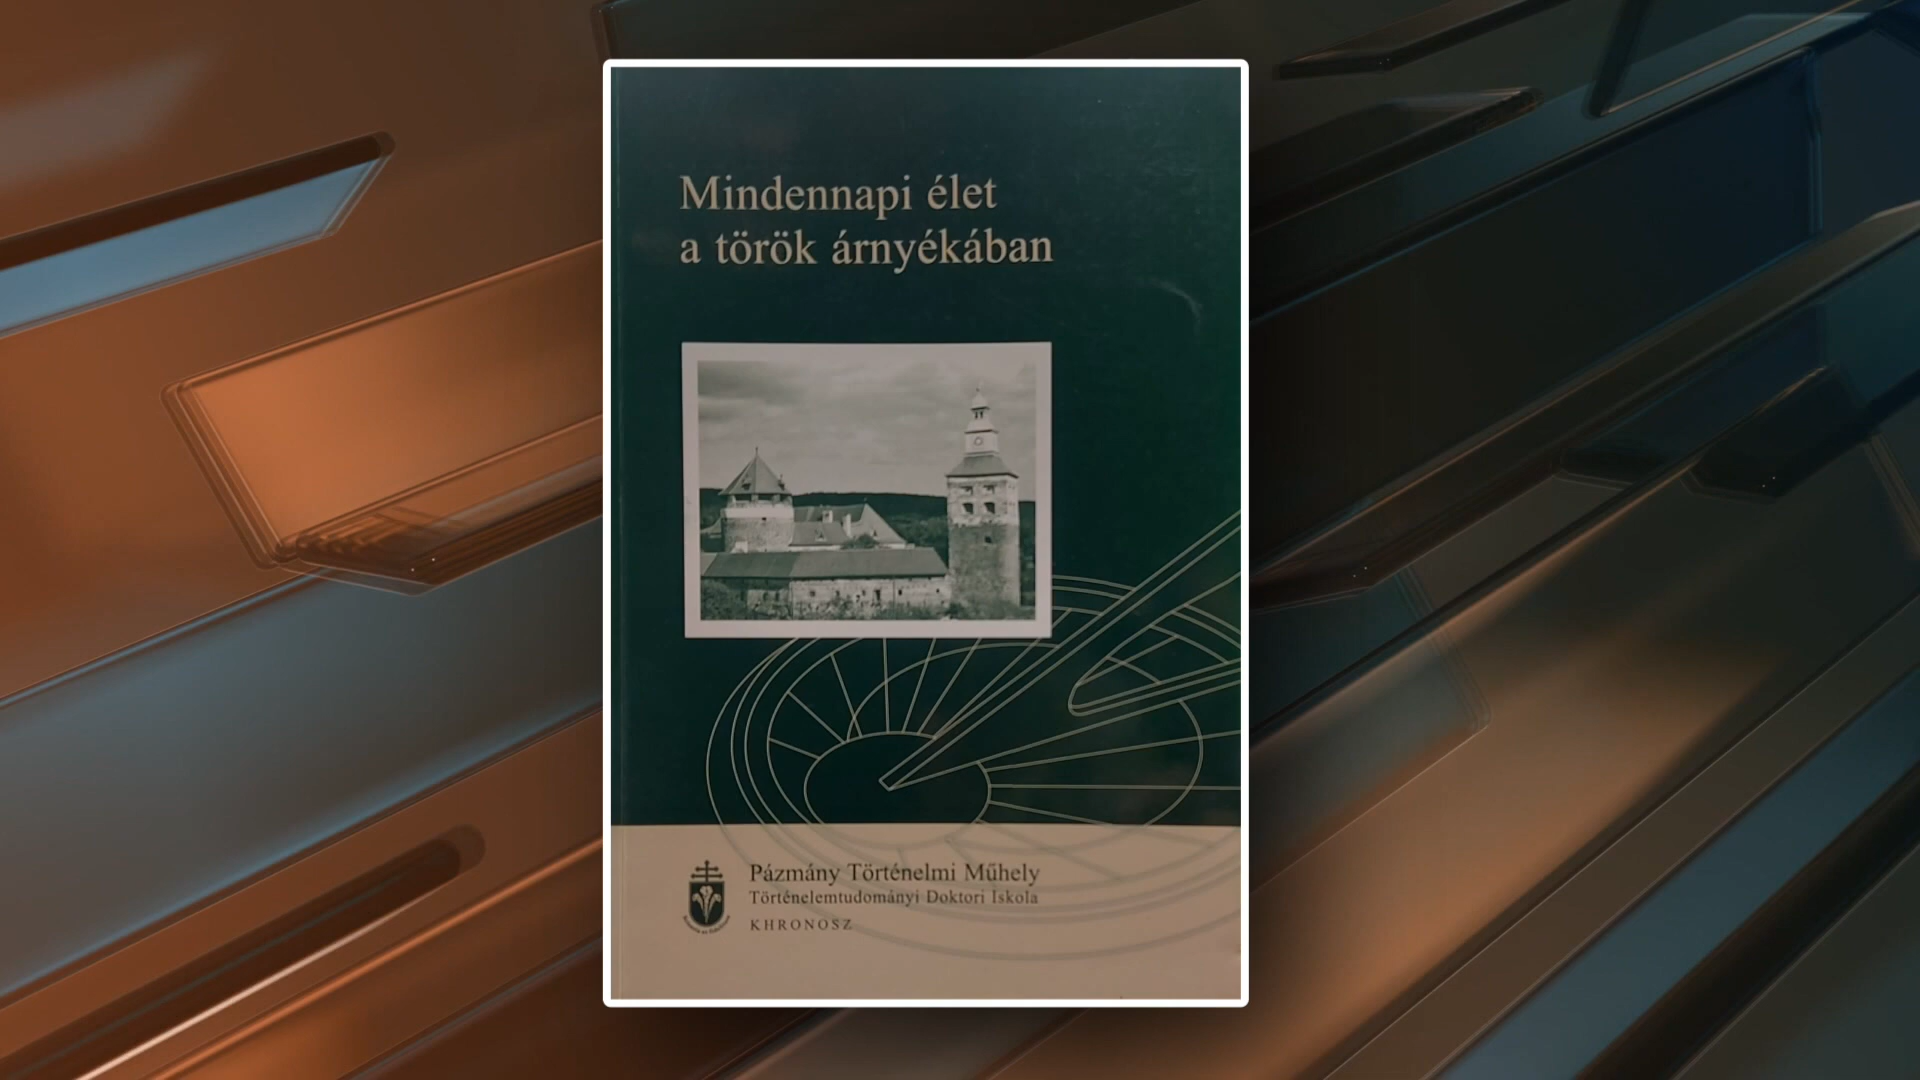 Mindennapi élet
a török árnyékában
Pázmány Történelmi Műhely
Történelemtudományi Doktori Iskola
KHRONOSZ